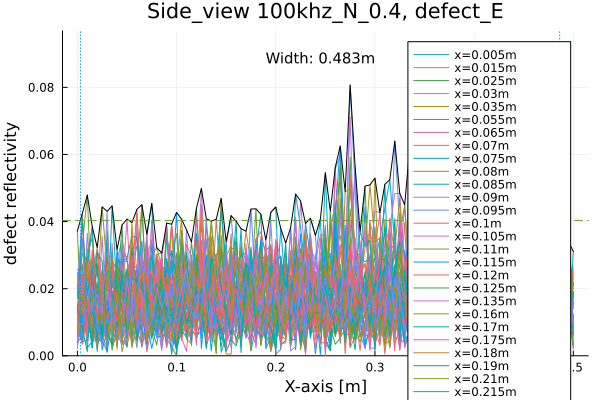 Side_view 100khz_N_0.4, defect_E
Width: 0.483m
defect reflectivity
0.08
0.06
0.04
0.02
0.00
0.0
0.1
0.2
0.3
.5
X-axis [m]
x=0.005m
x=0.015m
x=0.025m
x=0.03m
x=0.035m
x=0.055m
x=0.065m
x=0.07m
x=0.075m
x=0.08m
x=0.085m
x=0.09m
x=0.095m
x=0.1m
x=0.105m
x=0.11m
x=0.115m
x=0.12m
x=0.125m
x=0.135m
x=0.16m
x=0.17m
x=0.175m
x=0.18m
x=0.19m
x=0.21m
x=0.215m